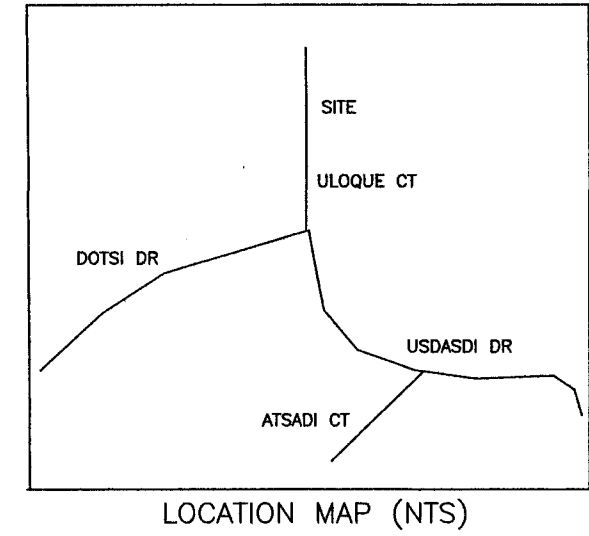 SITE
ULOQUE CT
DOTSI DR
USDASDI DR
ATSADI CT
LOCATION MAP (NTS)